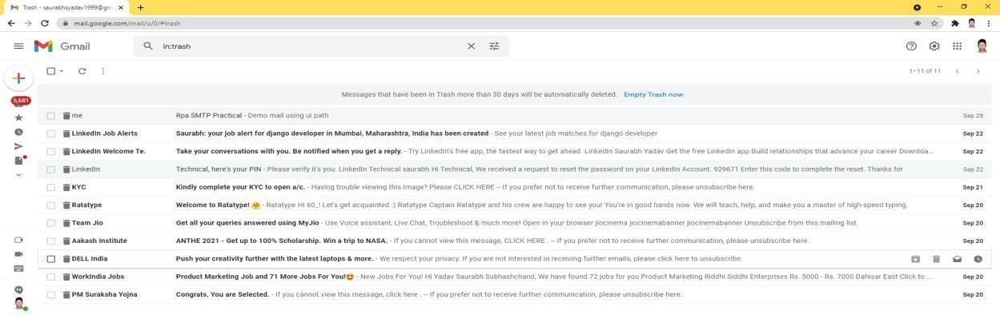 Trash - saurabhsyadav1999@gm
mail.google.com/mail/u/0/#trash
Gmail
in:trash
1–11 of 11
Messages that have been in Trash more than 30 days will be automatically deleted. Empty Trash now
5,681
me Rpa SMTP Practical - Demo mail using ui path Sep 28
LinkedIn Job Alerts Saurabh: your job alert for django developer in Mumbai, Maharashtra, India has been created - See your latest job matches for django developer Sep 22
LinkedIn Welcome Te. Take your conversations with you. Be notified when you get a reply. - Try LinkedIn's free app, the fastest way to get ahead. LinkedIn Saurabh Yadav Get the free LinkedIn app Build relationships that advance your career Downloa... Sep 22
LinkedIn Technical, here's your PIN - Please verify it's you. LinkedIn Technical saurabh Hi Technical, We received a request to reset the password on your LinkedIn Account. 929671 Enter this code to complete the reset. Thanks for Sep 22
KYC Kindly complete your KYC to open a/c. - Having trouble viewing this Image? Please CLICK HERE -- If you prefer not to receive further communication, please unsubscribe here. Sep 21
Ratatype Welcome to Ratatype! 🤗 - Ratatype Hi 60_! Let's get acquainted :) Ratatype Captain Ratatype and his crew are happy to see you! You're in good hands now. We will teach, help, and make you a master of high-speed typing. Sep 20
Team Jio Get all your queries answered using MyJio - Use Voice assistant, Live Chat, Troubleshoot & much more! Open in your browser jiocinema jiocinemabanner jiocinemabanner Unsubscribe from this mailing list. Sep 20
Aakash Institute ANTHE 2021 - Get up to 100% Scholarship. Win a trip to NASA. - If you cannot view this message, CLICK HERE . -- If you prefer not to receive further communication, please unsubscribe here. Sep 20
DELL India Push your creativity further with the latest laptops & more. - We respect your privacy. If you are not interested in receiving further emails, please click here to unsubscribe.
WorkIndia Jobs Product Marketing Job and 71 More Jobs For You!🤩 - New Jobs For You! Hi Yadav Saurabh Subhashchand, We have found 72 jobs for you Product Marketing Riddhi Siddhi Enterprises Rs. 5000 - Rs. 7000 Dahisar East Click to ... Sep 20
PM Suraksha Yojna Congrats, You are Selected. - If you cannot view this message, click here . -- If you prefer not to receive further communication, please unsubscribe here. Sep 20